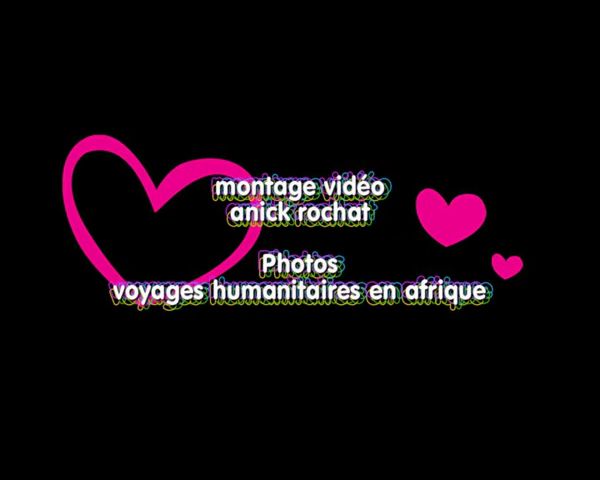 montage vidéo
anick rochat
Photos
voyages humanitaires en afrique